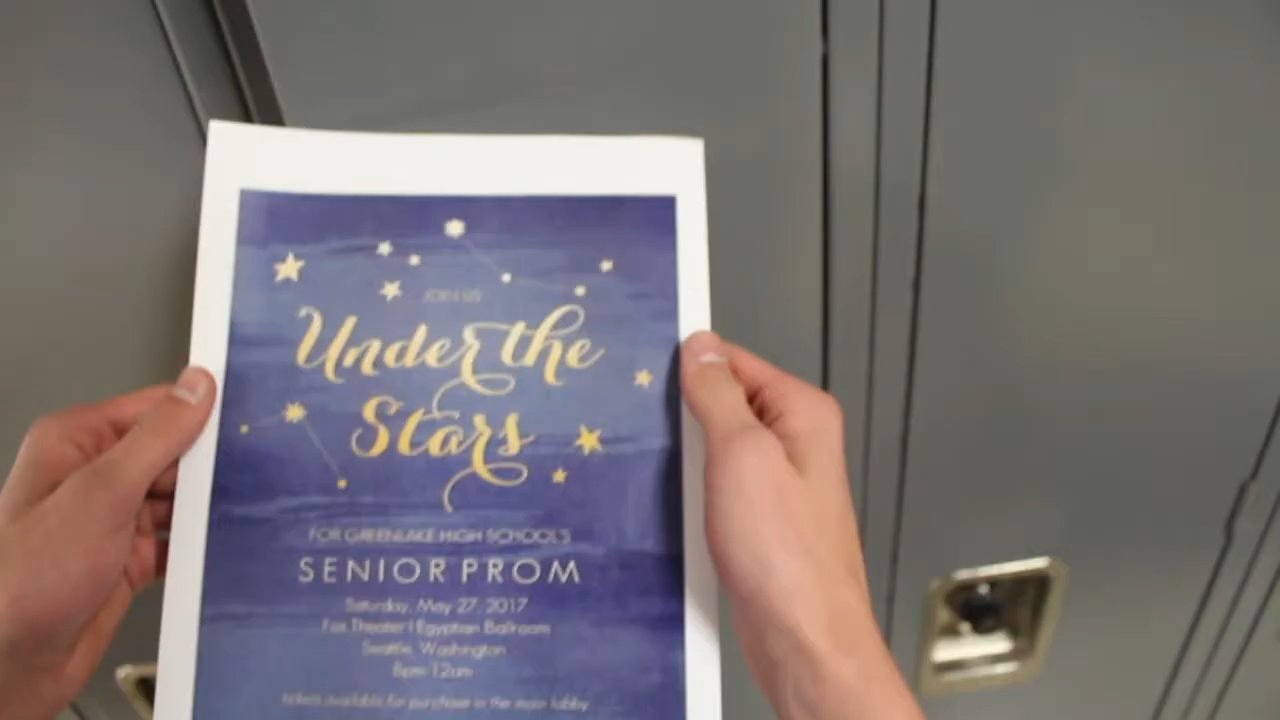 JOIN US
Under the
Stars
FOR GREENLAKE HIGH SCHOOL'S
SENIOR PROM
Saturday, May 27, 2017
Fox Theater | Egyptian Ballroom
Seattle, Washington
8pm-12am
tickets available for purchase in the main lobby